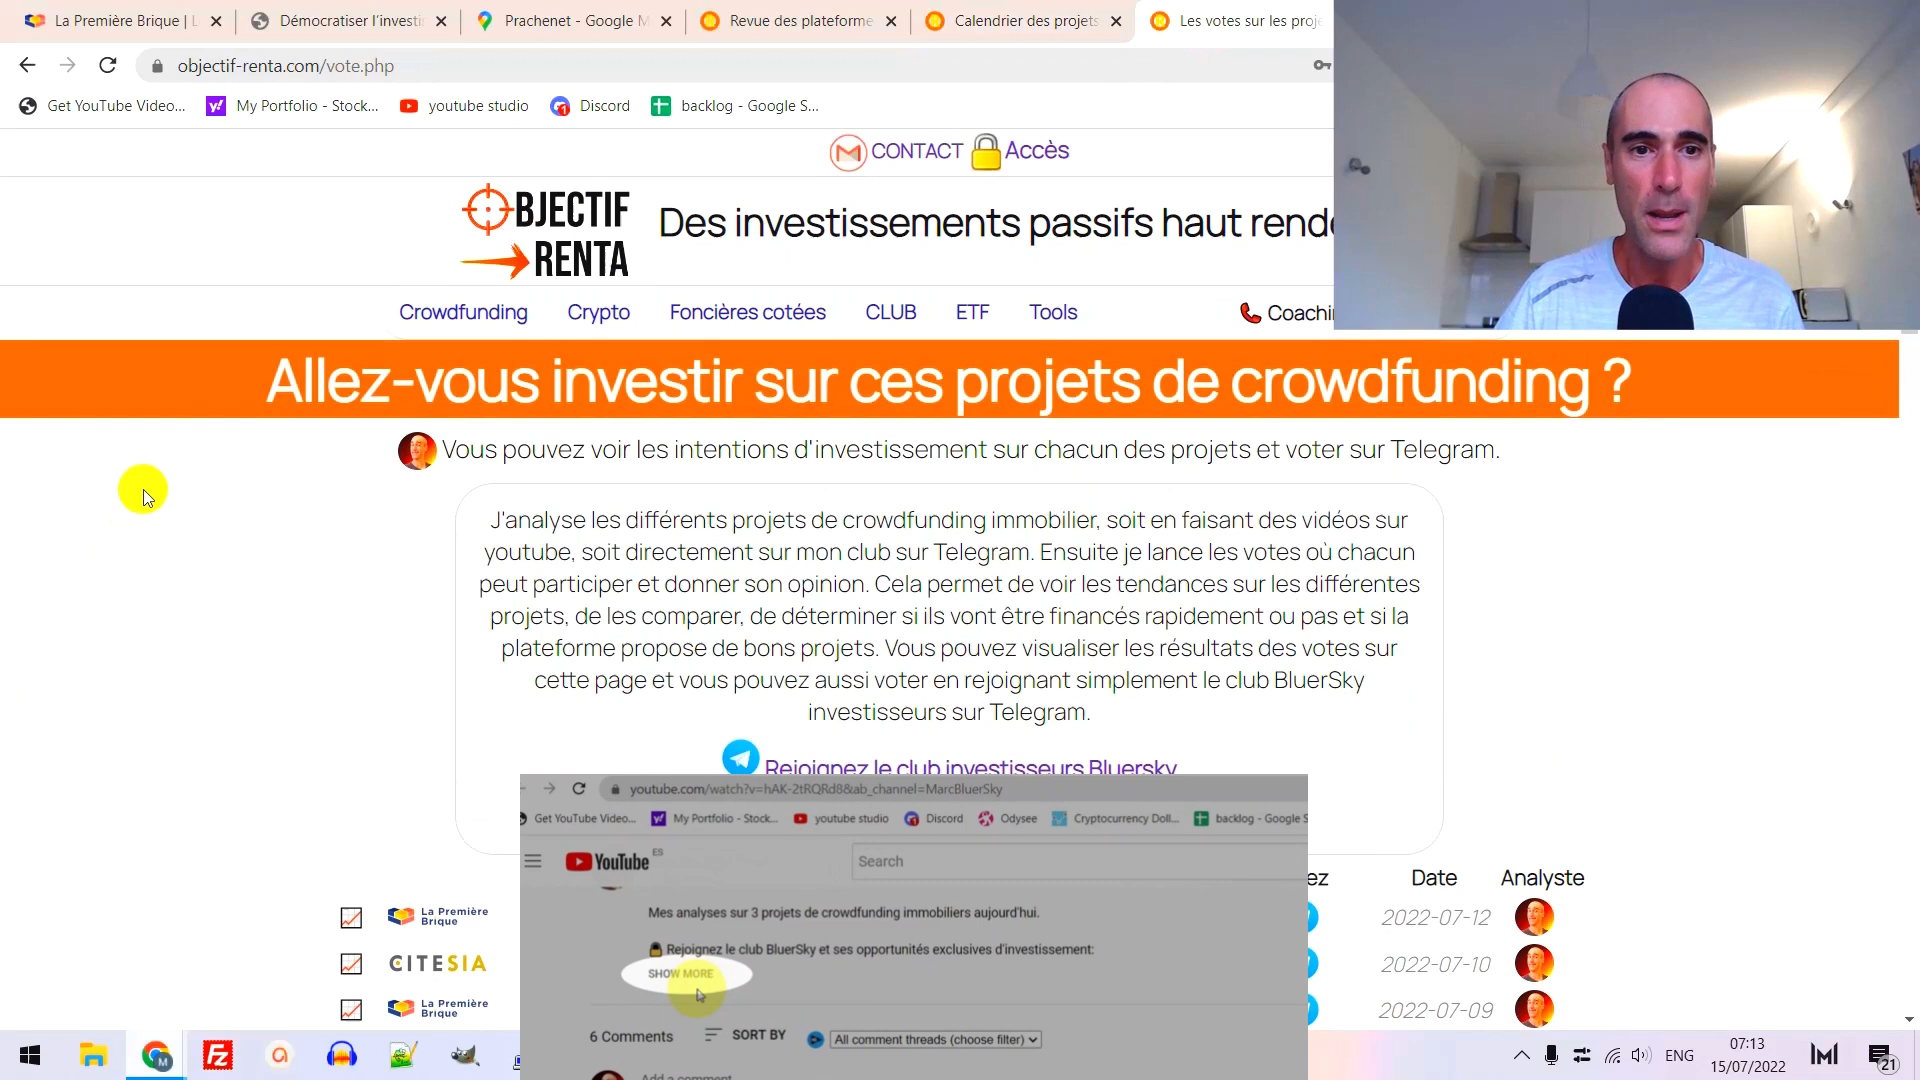 La Première Brique | L
Démocratiser l'investi
Prachenet - Google M
Revue des plateforme
Calendrier des projets
Les votes sur les proje
objectif-renta.com/vote.php
Get YouTube Video...
My Portfolio - Stock...
youtube studio
Discord
backlog - Google S...
CONTACT
Accès
BJECTIF
RENTA
Des investissements passifs haut rende
Crowdfunding
Crypto
Foncières cotées
CLUB
ETF
Tools
Coachi
Allez-vous investir sur ces projets de crowdfunding ?
Vous pouvez voir les intentions d'investissement sur chacun des projets et voter sur Telegram.
J'analyse les différents projets de crowdfunding immobilier, soit en faisant des vidéos sur
youtube, soit directement sur mon club sur Telegram. Ensuite je lance les votes où chacun
peut participer et donner son opinion. Cela permet de voir les tendances sur les différentes
projets, de les comparer, de déterminer si ils vont être financés rapidement ou pas et si la
plateforme propose de bons projets. Vous pouvez visualiser les résultats des votes sur
cette page et vous pouvez aussi voter en rejoignant simplement le club BluerSky
investisseurs sur Telegram.
Rejoignez le club investisseurs Bluersky
youtube.com/watch?v=hAK-2tRQRd8&ab_channel=MarcBluerSky
Get YouTube Video...
My Portfolio - Stock...
youtube studio
Discord
Odysee
Cryptocurrency Doll...
backlog - Google S
YouTube ES
Search
Mes analyses sur 3 projets de crowdfunding immobiliers aujourd'hui.
Rejoignez le club BluerSky et ses opportunités exclusives d'investissement:
SHOW MORE
6 Comments
SORT BY
All comment threads (choose filter)
Add a comment
ez
Date
Analyste
La Première
Brique
2022-07-12
CITESIA
2022-07-10
La Première
Brique
2022-07-09
ENG
07:13
15/07/2022
21